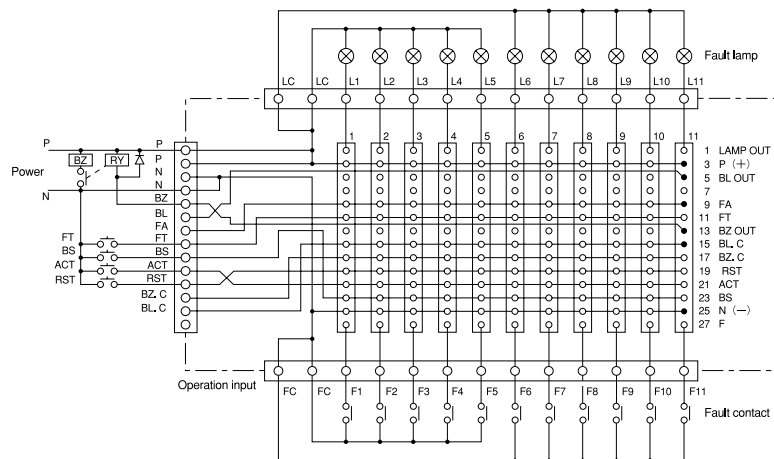 Fault lamp
LC LC L1 L2 L3 L4 L5 L6 L7 L8 L9 L10 L11
1 2 3 4 5 6 7 8 9 10 11
P P
BZ RY
Power
N
P
P
N
N
BZ
BL
FA
FT FT
BS BS
ACT ACT
RST RST
BZ. C
BL. C
1 LAMP OUT
3 P (+)
5 BL OUT
7
9 FA
11 FT
13 BZ OUT
15 BL. C
17 BZ. C
19 RST
21 ACT
23 BS
25 N (−)
27 F
Operation input
FC FC F1 F2 F3 F4 F5 F6 F7 F8 F9 F10 F11
Fault contact